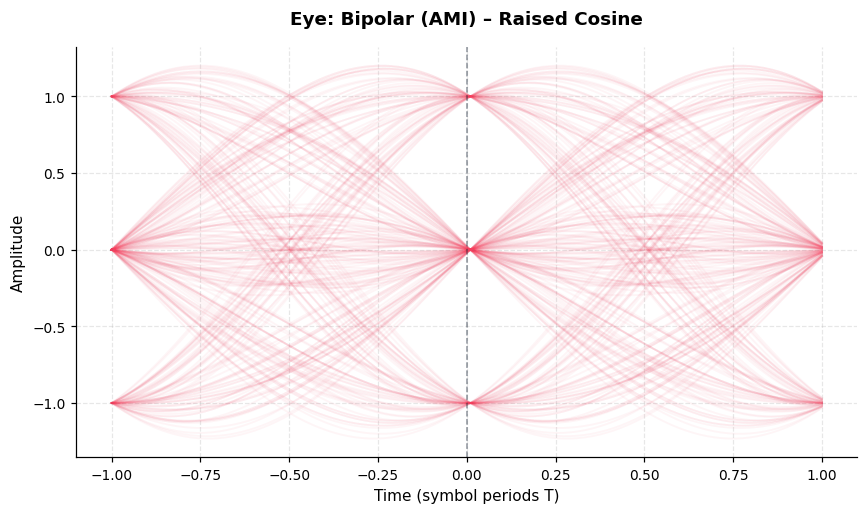 Eye: Bipolar (AMI) – Raised Cosine
Amplitude
1.0
0.5
0.0
−0.5
−1.0
−1.00 −0.75 −0.50 −0.25 0.00 0.25 0.50 0.75 1.00
Time (symbol periods T)